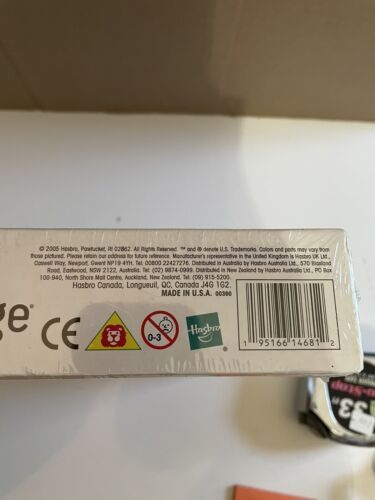 © 2005 Hasbro, Pawtucket, RI 02862. All Rights Reserved. ™ and ® denote U.S. Trademarks. Colors and parts may vary from
those pictured. Please retain our address for future reference. Manufacturer's representative in the United Kingdom is Hasbro UK Ltd.,
Caswell Way, Newport, Gwent NP19 4YH. Tel: 00800 22427276. Distributed in Australia by Hasbro Australia Ltd., 570 Blaxland
Road, Eastwood, NSW 2122, Australia. Tel: (02) 9874-0999. Distributed in New Zealand by Hasbro Australia Ltd., PO Box
100-940, North Shore Mail Centre, Auckland. Tel: (09) 915-5200.
Hasbro Canada, Longueuil, QC, Canada J4G 1G2.
MADE IN U.S.A. 00390
ge®
CE
0-3
Hasbro
1 95166 14681 2
33